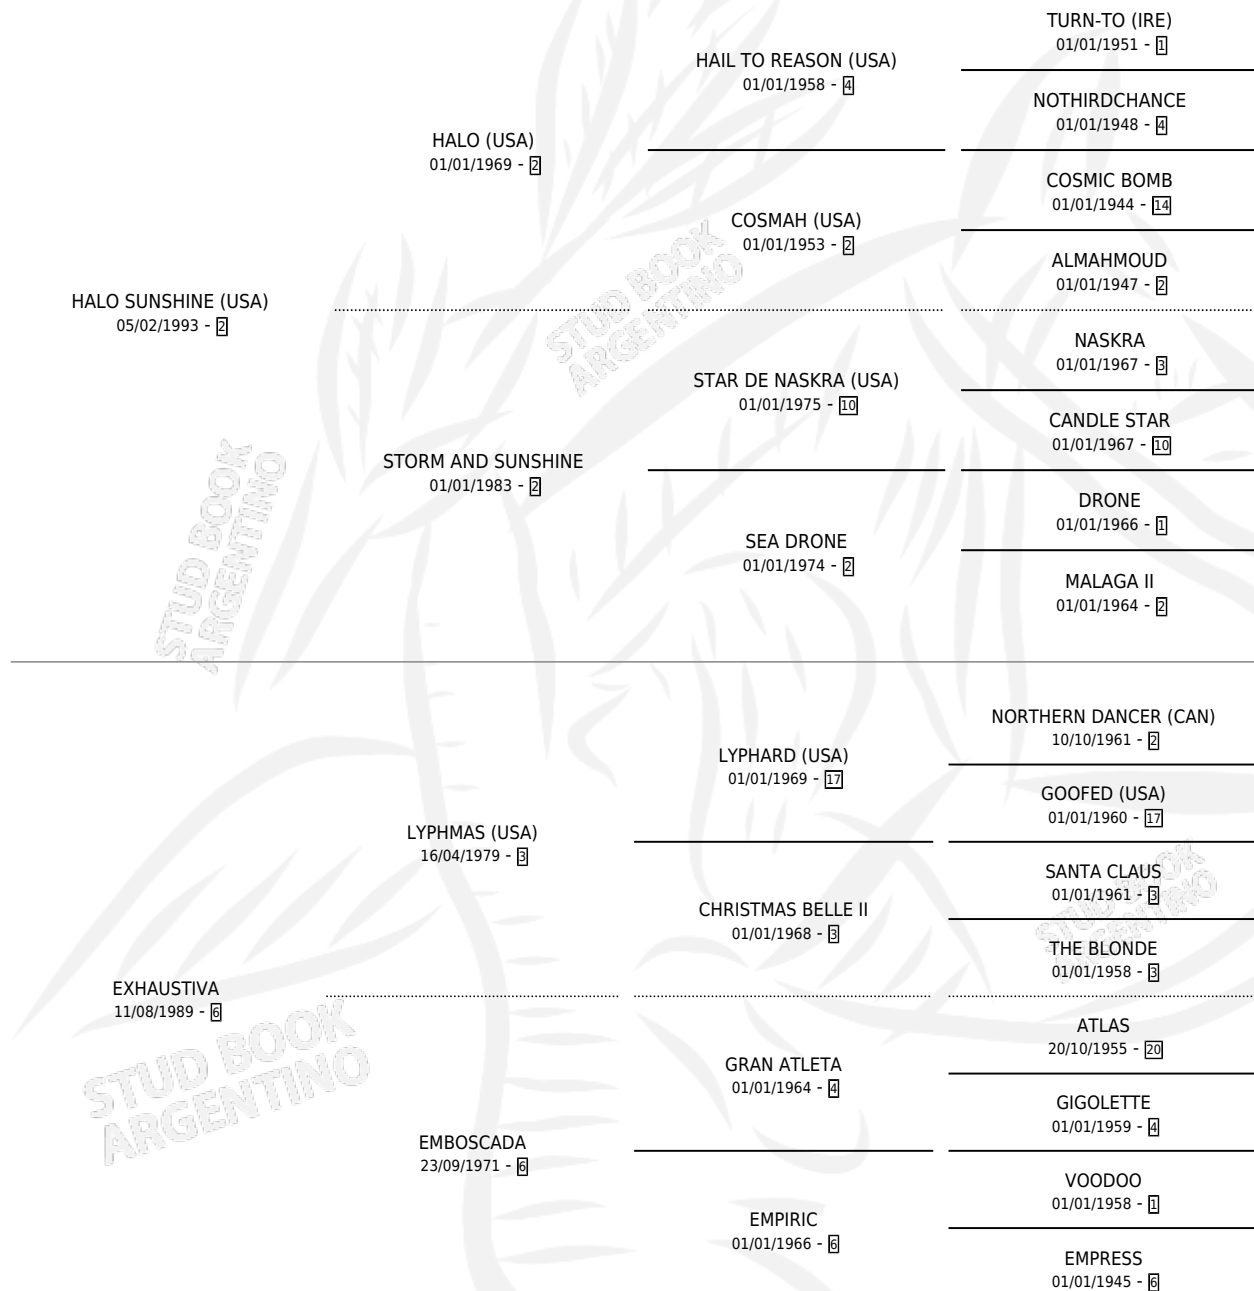 TURN-TO (IRE)
01/01/1951 - 1
HAIL TO REASON (USA)
01/01/1958 - 4
NOTHIRDCHANCE
01/01/1948 - 4
HALO (USA)
01/01/1969 - 2
COSMIC BOMB
01/01/1944 - 14
COSMAH (USA)
01/01/1953 - 2
ALMAHMOUD
01/01/1947 - 2
HALO SUNSHINE (USA)
05/02/1993 - 2
NASKRA
01/01/1967 - 3
STAR DE NASKRA (USA)
01/01/1975 - 10
CANDLE STAR
01/01/1967 - 10
STORM AND SUNSHINE
01/01/1983 - 2
DRONE
01/01/1966 - 1
SEA DRONE
01/01/1974 - 2
MALAGA II
01/01/1964 - 2
NORTHERN DANCER (CAN)
10/10/1961 - 2
LYPHARD (USA)
01/01/1969 - 17
GOOFED (USA)
01/01/1960 - 17
LYPHMAS (USA)
16/04/1979 - 3
SANTA CLAUS
01/01/1961 - 3
CHRISTMAS BELLE II
01/01/1968 - 3
THE BLONDE
01/01/1958 - 3
EXHAUSTIVA
11/08/1989 - 6
ATLAS
20/10/1955 - 20
GRAN ATLETA
01/01/1964 - 4
GIGOLETTE
01/01/1959 - 4
EMBOSCADA
23/09/1971 - 6
VOODOO
01/01/1958 - 1
EMPIRIC
01/01/1966 - 6
EMPRESS
01/01/1945 - 6
STUD BOOK
ARGENTINO
STUD BOOK
ARGENTINO
STUD BOOK
ARGENTINO
STUD BOOK
ARGENTINO